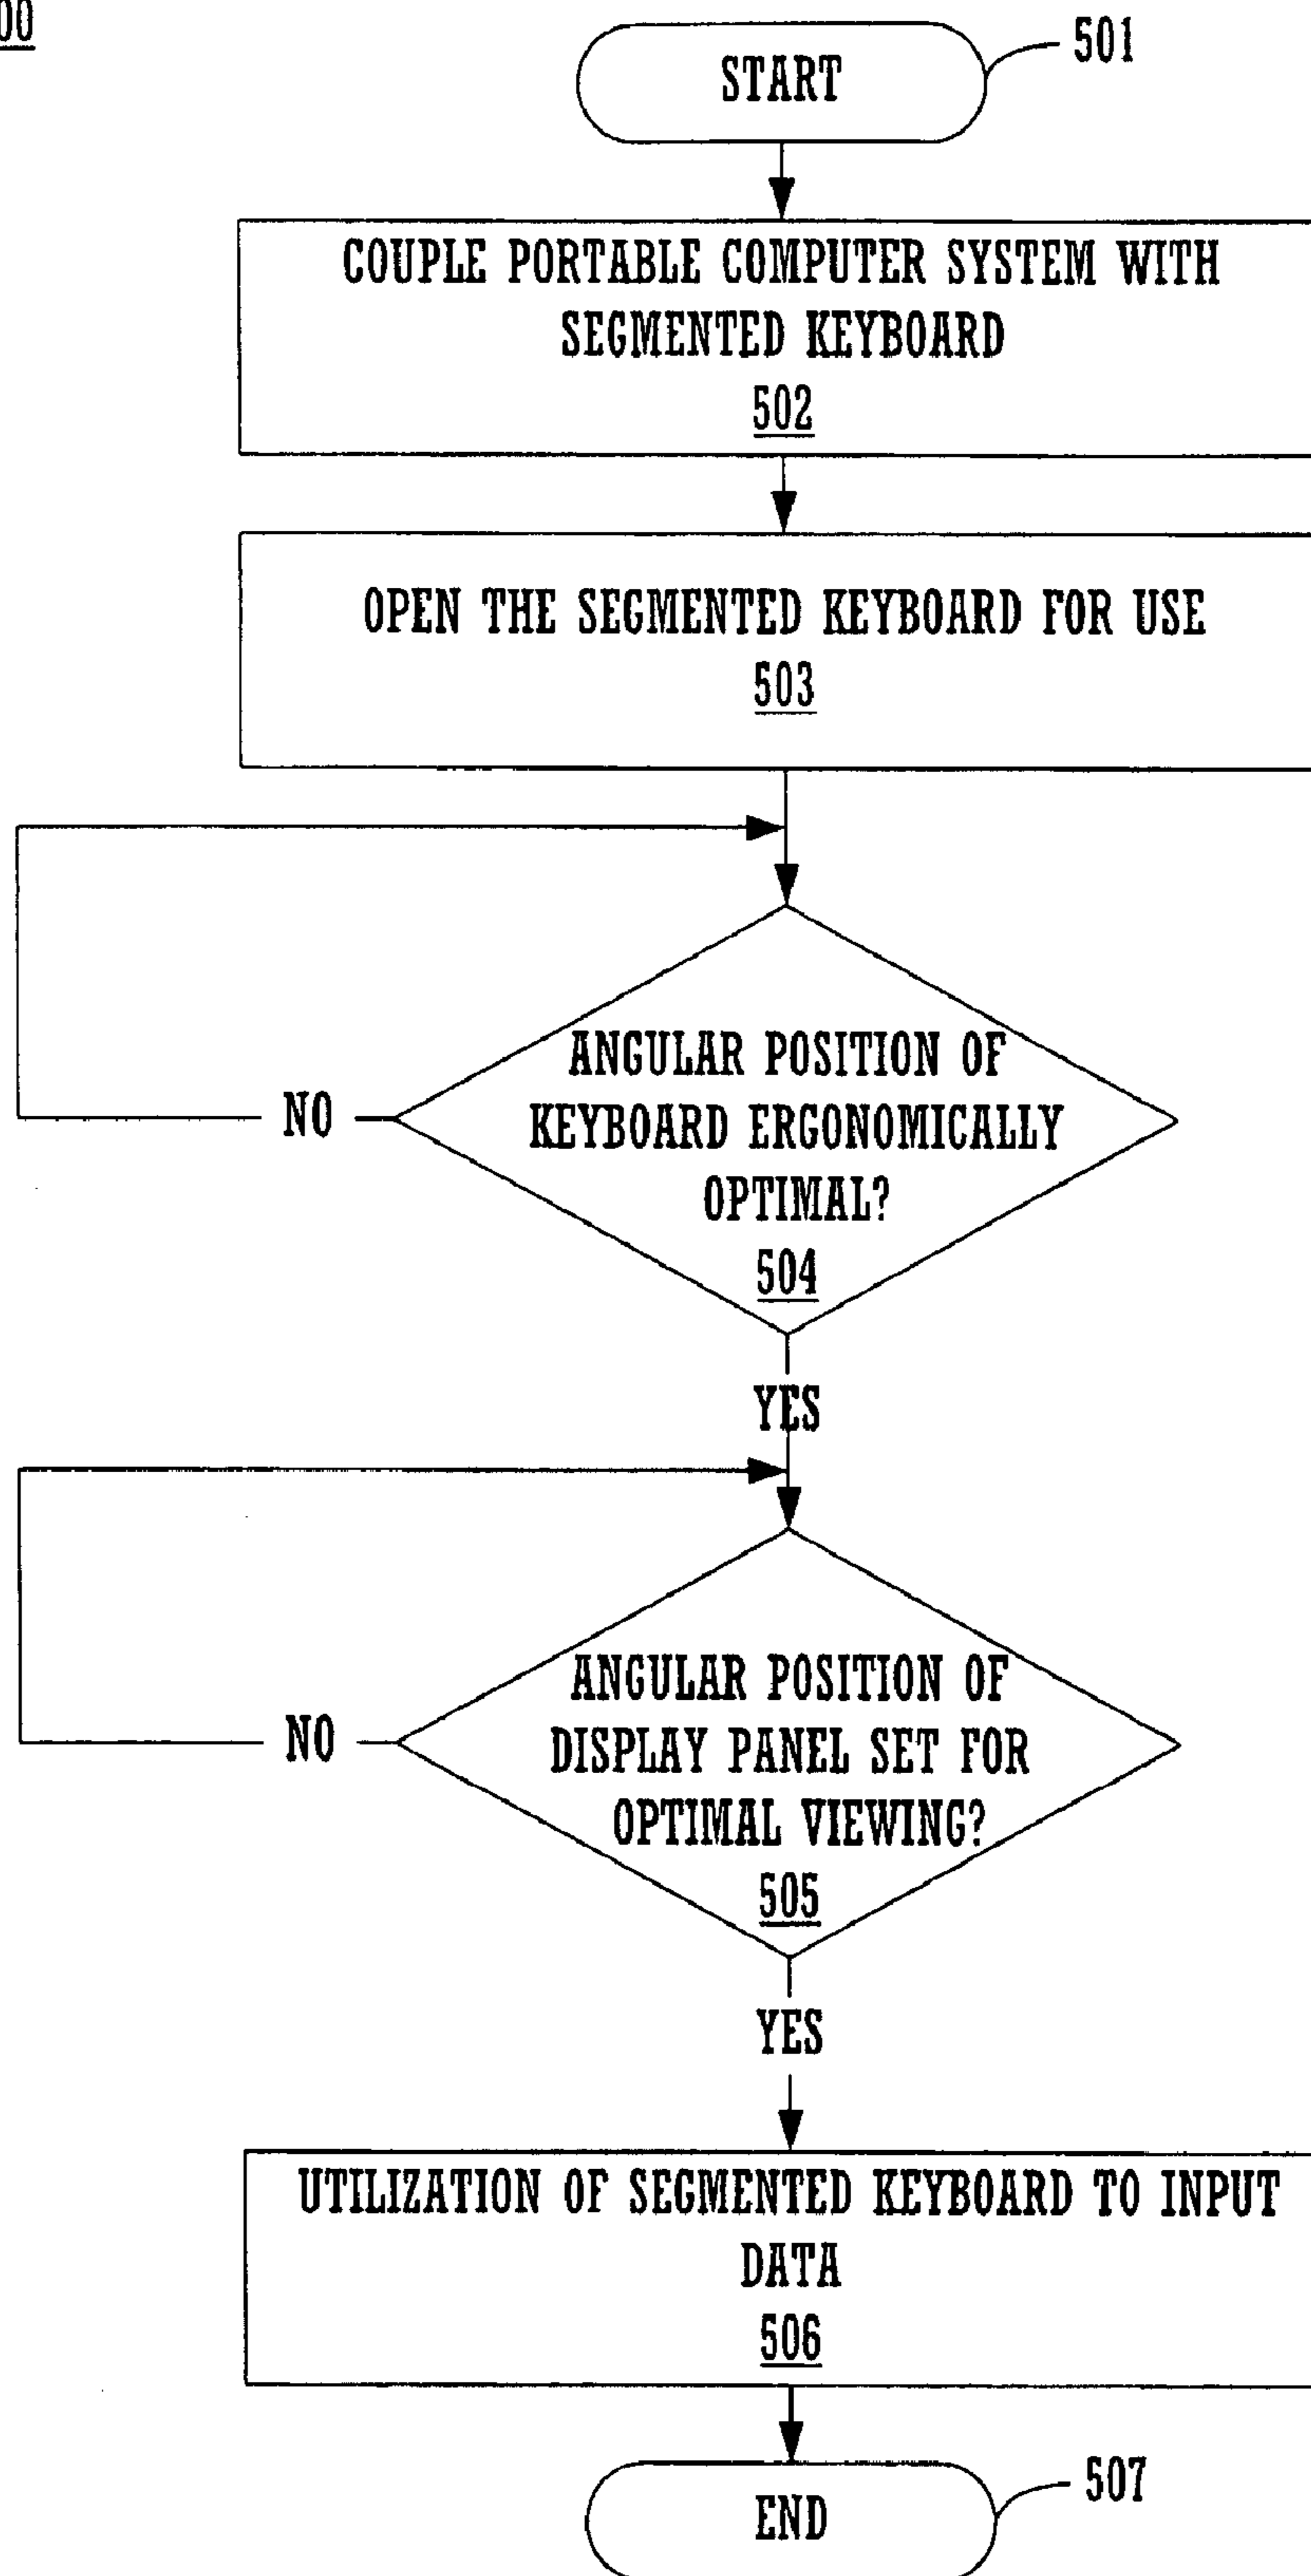 00
START
501
COUPLE PORTABLE COMPUTER SYSTEM WITH
SEGMENTED KEYBOARD
502
OPEN THE SEGMENTED KEYBOARD FOR USE
503
ANGULAR POSITION OF
KEYBOARD ERGONOMICALLY
OPTIMAL?
504
NO
YES
ANGULAR POSITION OF
DISPLAY PANEL SET FOR
OPTIMAL VIEWING?
505
NO
YES
UTILIZATION OF SEGMENTED KEYBOARD TO INPUT
DATA
506
END
507